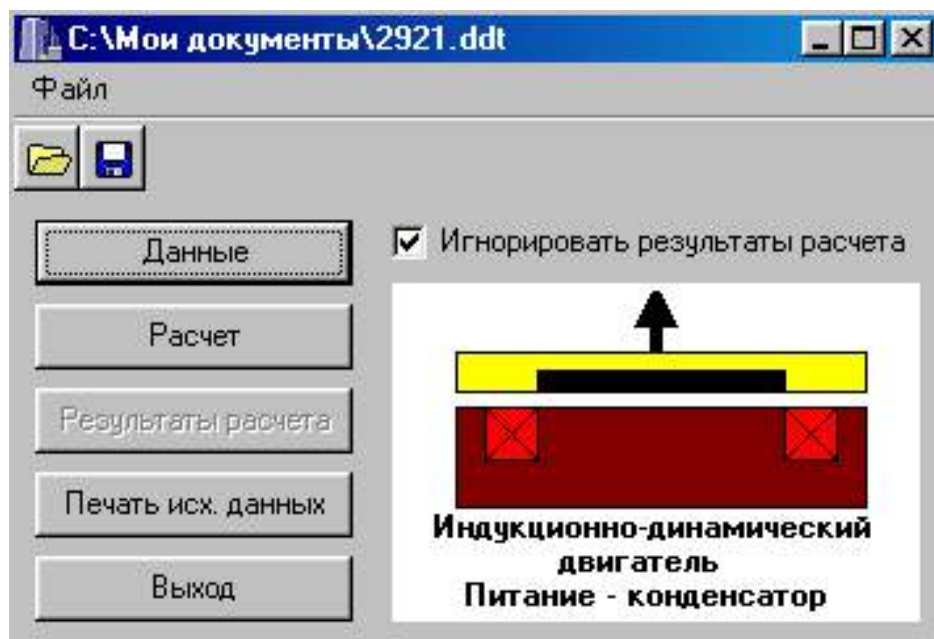 C:\Мои документы\2921.ddt
Файл
Данные
Игнорировать результаты расчета
Расчет
Результаты расчета
Печать исх. данных
Выход
Индукционно-динамический
двигатель
Питание - конденсатор